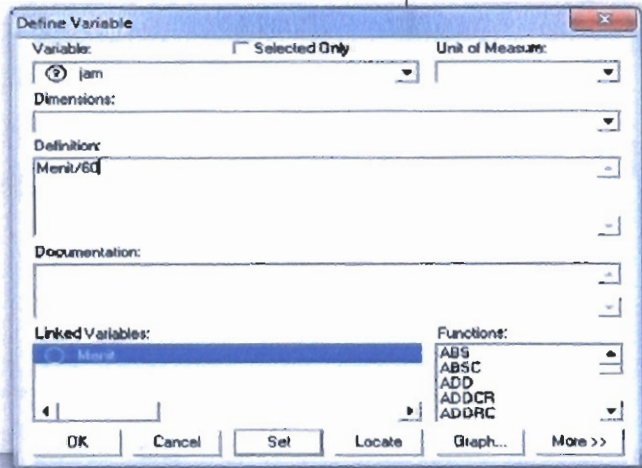 Define Variable
Variable:
Selected Only
Unit of Measure:
? jam
Dimensions:
Definition:
Menit/60
Documentation:
Linked Variables:
Functions:
Menit
ABS
ABSC
ADD
ADDCR
ADDRC
OK
Cancel
Set
Locate
Graph...
More >>